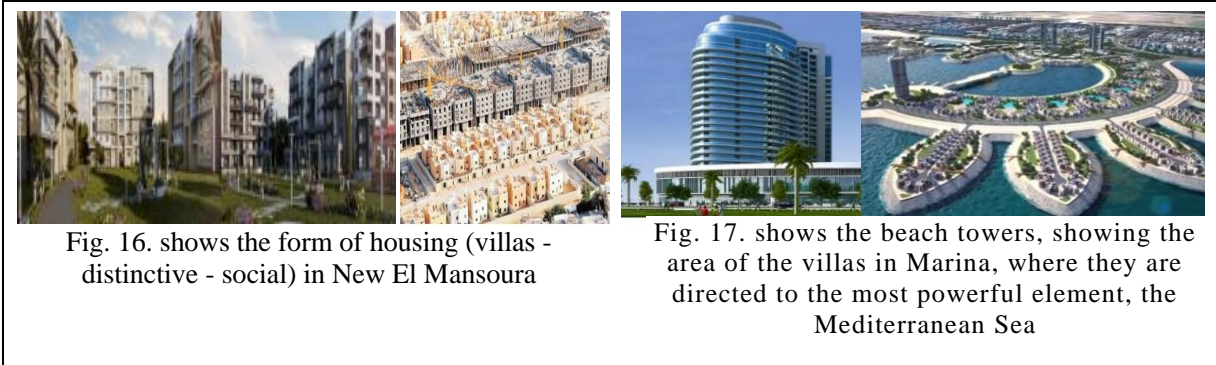 Fig. 16. shows the form of housing (villas -
distinctive - social) in New El Mansoura
Fig. 17. shows the beach towers, showing the
area of the villas in Marina, where they are
directed to the most powerful element, the
Mediterranean Sea